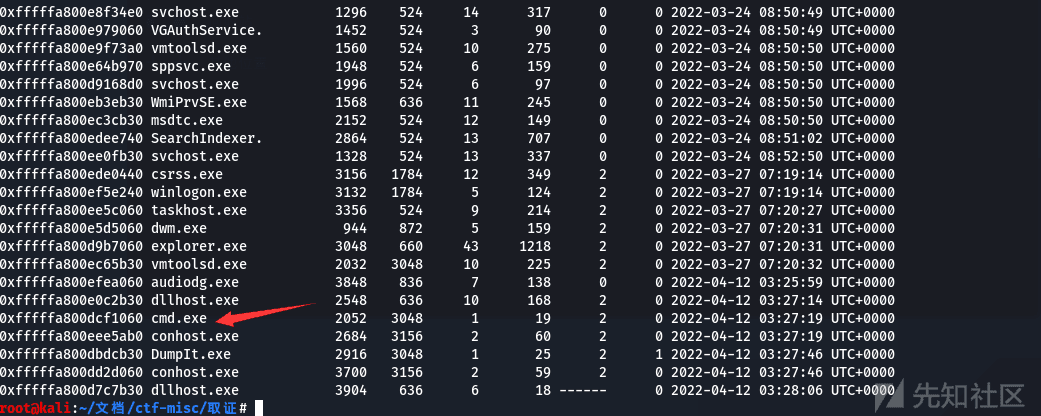 0xfffffa800e8f34e0 svchost.exe 1296 524 14 317 0 0 2022-03-24 08:50:49 UTC+0000
0xfffffa800e979060 VGAuthService. 1452 524 3 90 0 0 2022-03-24 08:50:49 UTC+0000
0xfffffa800e9f73a0 vmtoolsd.exe 1560 524 10 275 0 0 2022-03-24 08:50:50 UTC+0000
0xfffffa800e64b970 sppsvc.exe 1948 524 6 159 0 0 2022-03-24 08:50:50 UTC+0000
0xfffffa800d9168d0 svchost.exe 1996 524 6 97 0 0 2022-03-24 08:50:50 UTC+0000
0xfffffa800eb3eb30 WmiPrvSE.exe 1568 636 11 245 0 0 2022-03-24 08:50:50 UTC+0000
0xfffffa800ec3cb30 msdtc.exe 2152 524 12 149 0 0 2022-03-24 08:50:50 UTC+0000
0xfffffa800edee740 SearchIndexer. 2864 524 13 707 0 0 2022-03-24 08:51:02 UTC+0000
0xfffffa800ee0fb30 svchost.exe 1328 524 13 337 0 0 2022-03-24 08:52:50 UTC+0000
0xfffffa800ede0440 csrss.exe 3156 1784 12 349 2 0 2022-03-27 07:19:14 UTC+0000
0xfffffa800ef5e240 winlogon.exe 3132 1784 5 124 2 0 2022-03-27 07:19:14 UTC+0000
0xfffffa800ee5c060 taskhost.exe 3356 524 9 214 2 0 2022-03-27 07:20:27 UTC+0000
0xfffffa800e5d5060 dwm.exe 944 872 5 159 2 0 2022-03-27 07:20:31 UTC+0000
0xfffffa800d9b7060 explorer.exe 3048 660 43 1218 2 0 2022-03-27 07:20:31 UTC+0000
0xfffffa800ec65b30 vmtoolsd.exe 2032 3048 10 225 2 0 2022-03-27 07:20:32 UTC+0000
0xfffffa800efea060 audiodg.exe 3848 836 7 138 0 0 2022-04-12 03:25:59 UTC+0000
0xfffffa800e0c2b30 dllhost.exe 2548 636 10 168 2 0 2022-04-12 03:27:14 UTC+0000
0xfffffa800dcf1060 cmd.exe 2052 3048 1 19 2 0 2022-04-12 03:27:19 UTC+0000
0xfffffa800eee5ab0 conhost.exe 2684 3156 2 60 2 0 2022-04-12 03:27:19 UTC+0000
0xfffffa800dbdcb30 DumpIt.exe 2916 3048 1 25 2 1 2022-04-12 03:27:46 UTC+0000
0xfffffa800dd2d060 conhost.exe 3700 3156 2 59 2 0 2022-04-12 03:27:46 UTC+0000
0xfffffa800d7c7b30 dllhost.exe 3904 636 6 18 ------ 0 2022-04-12 03:28:06 UTC+0000
root@kali:~/文档/ctf-misc/取证#
先知社区